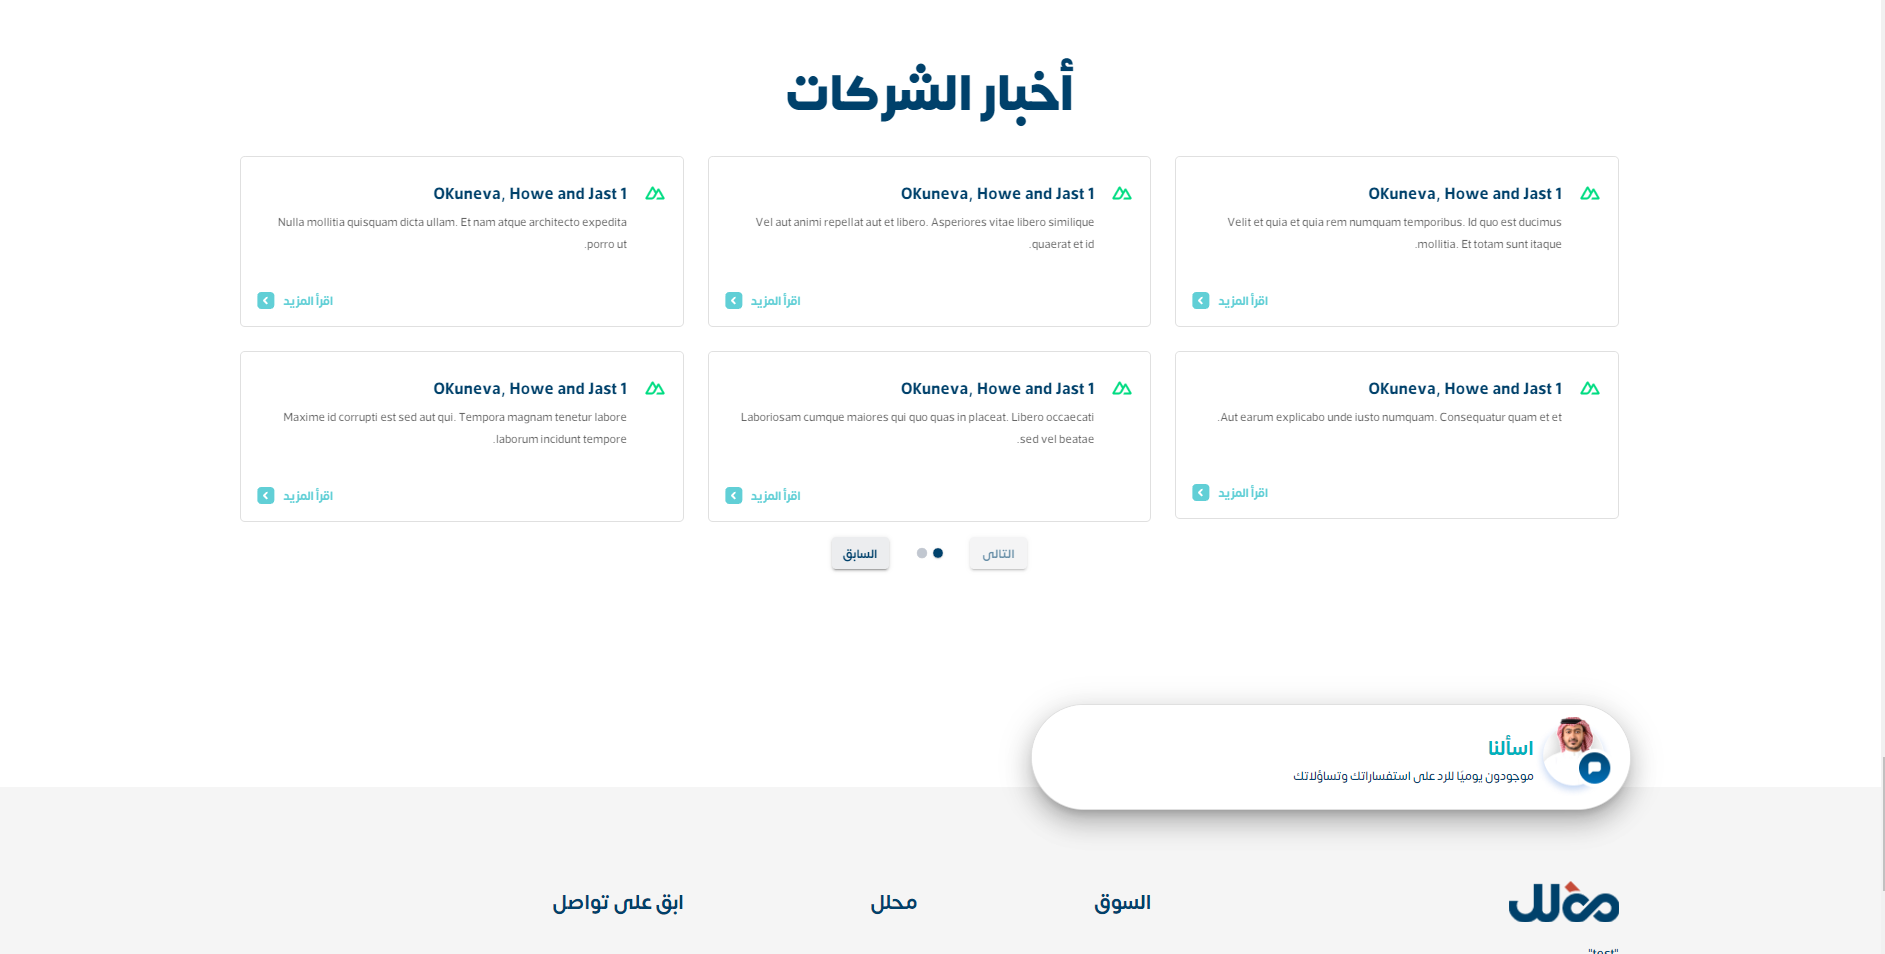 أخبار الشركات
OKuneva, Howe and Jast 1
Velit et quia et quia rem numquam temporibus. Id quo est ducimus
.mollitia. Et totam sunt itaque
اقرأ المزيد
OKuneva, Howe and Jast 1
Vel aut animi repellat aut et libero. Asperiores vitae libero similique
.quaerat et id
اقرأ المزيد
OKuneva, Howe and Jast 1
Nulla mollitia quisquam dicta ullam. Et nam atque architecto expedita
.porro ut
اقرأ المزيد
OKuneva, Howe and Jast 1
.Aut earum explicabo unde iusto numquam. Consequatur quam et et
اقرأ المزيد
OKuneva, Howe and Jast 1
Laboriosam cumque maiores qui quo quas in placeat. Libero occaecati
.sed vel beatae
اقرأ المزيد
OKuneva, Howe and Jast 1
Maxime id corrupti est sed aut qui. Tempora magnam tenetur labore
.laborum incidunt tempore
اقرأ المزيد
التالى
السابق
اسألنا
موجودون يوميًا للرد على استفساراتك وتساؤلاتك
محلل
السوق
محلل
ابق على تواصل
"test"